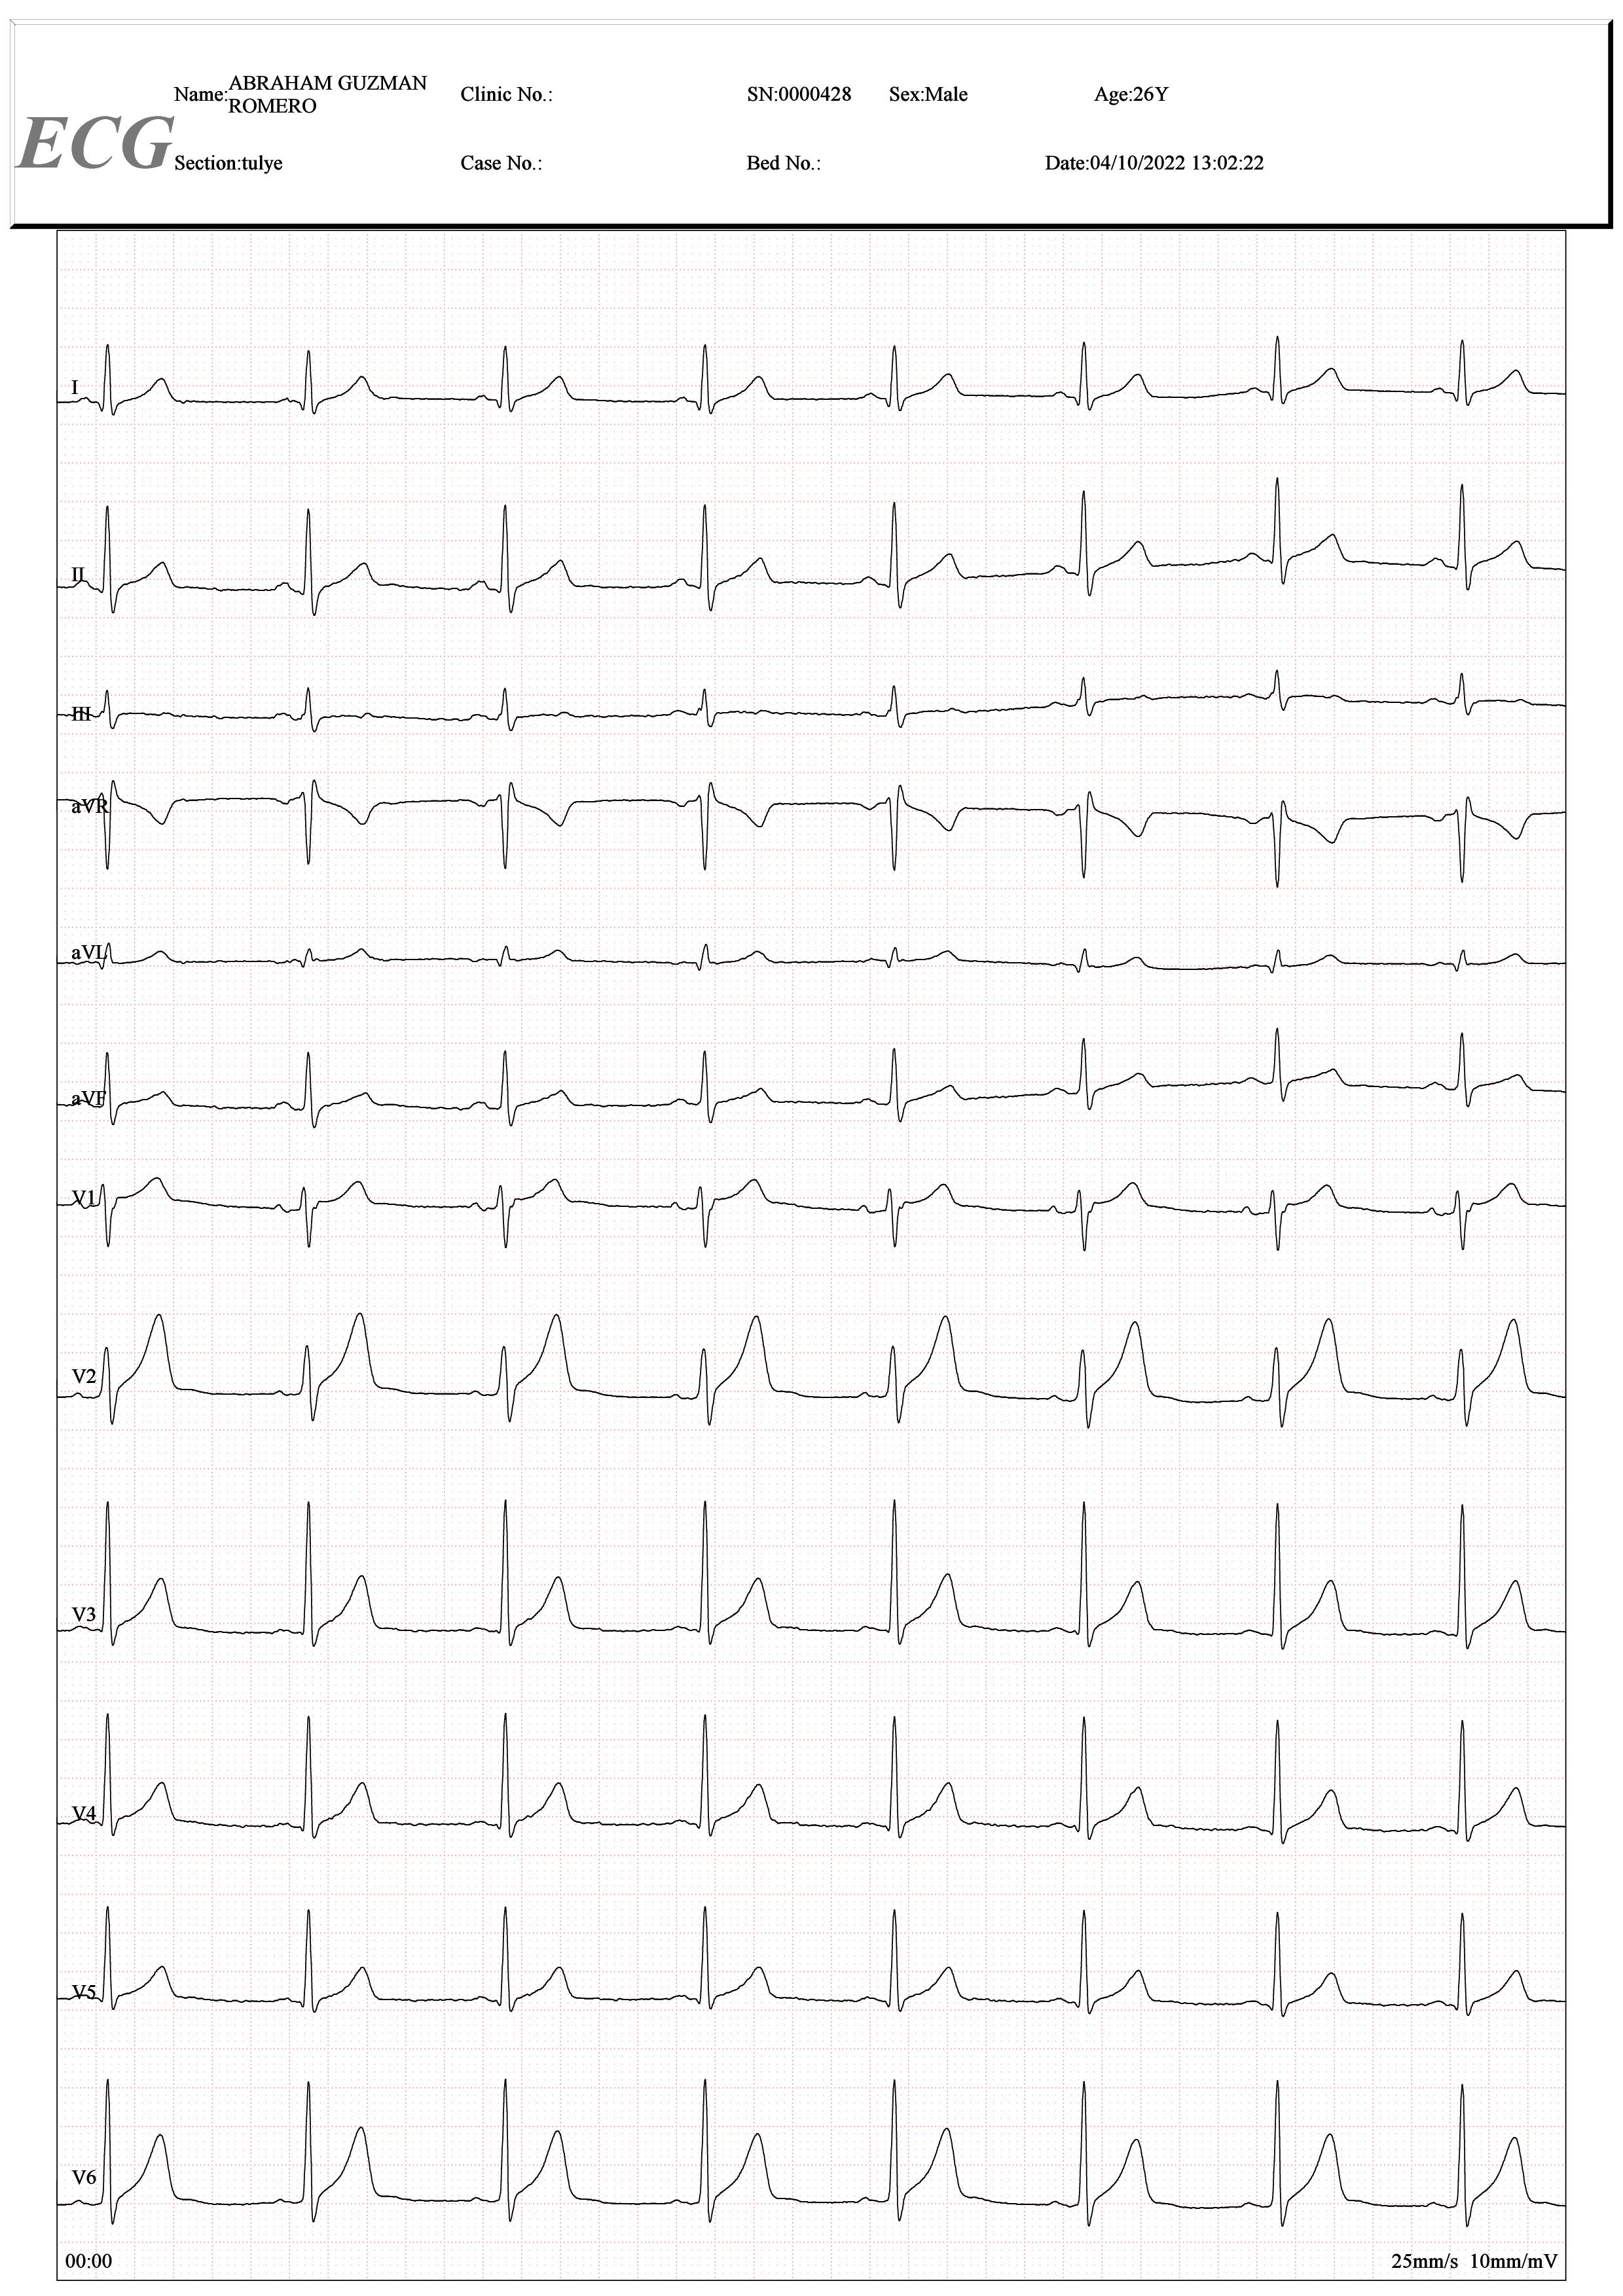 ECG
Name:ABRAHAM GUZMAN ROMERO Clinic No.: SN:0000428 Sex:Male Age:26Y
Section:tulye Case No.: Bed No.: Date:04/10/2022 13:02:22
I
II
III
aVR
aVL
aVF
V1
V2
V3
V4
V5
V6
00:00 25mm/s 10mm/mV